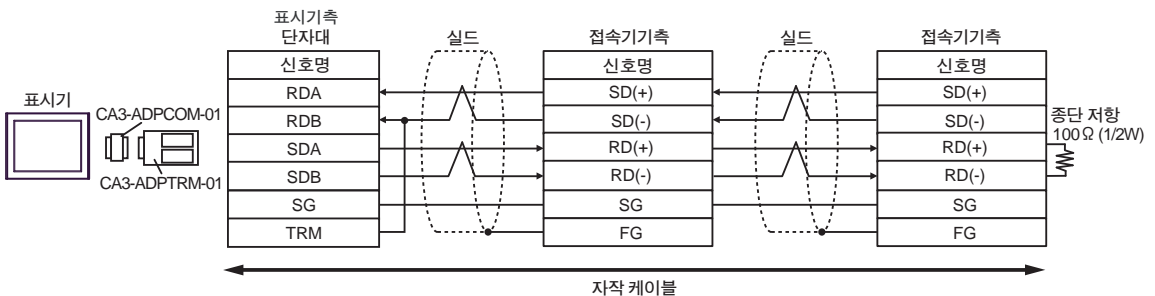 표시기
CA3-ADPCOM-01
CA3-ADPTRM-01
표시기측
단자대
신호명
RDA
RDB
SDA
SDB
SG
TRM
실드
접속기기측
신호명
SD(+)
SD(-)
RD(+)
RD(-)
SG
FG
실드
접속기기측
신호명
SD(+)
SD(-)
RD(+)
RD(-)
SG
FG
종단 저항
100Ω (1/2W)
자작 케이블